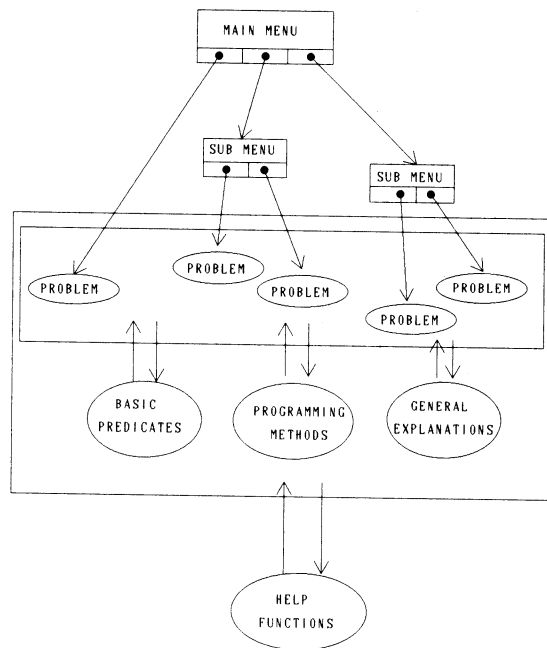 MAIN MENU
SUB MENU
SUB MENU
PROBLEM
PROBLEM
PROBLEM
PROBLEM
PROBLEM
BASIC
PREDICATES
PROGRAMMING
METHODS
GENERAL
EXPLANATIONS
HELP
FUNCTIONS